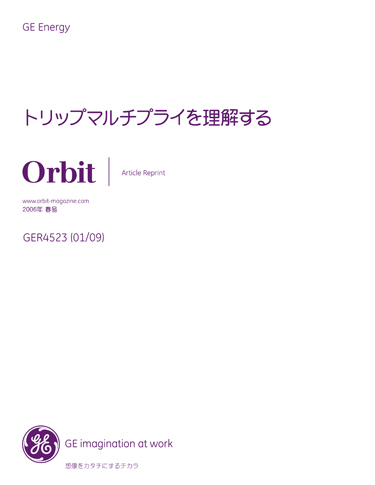 GE Energy
トリップマルチプライを理解する
Orbit
Article Reprint
www.orbit-magazine.com
2006年 春号
GER4523 (01/09)
GE imagination at work
想像をカタチにするチカラ